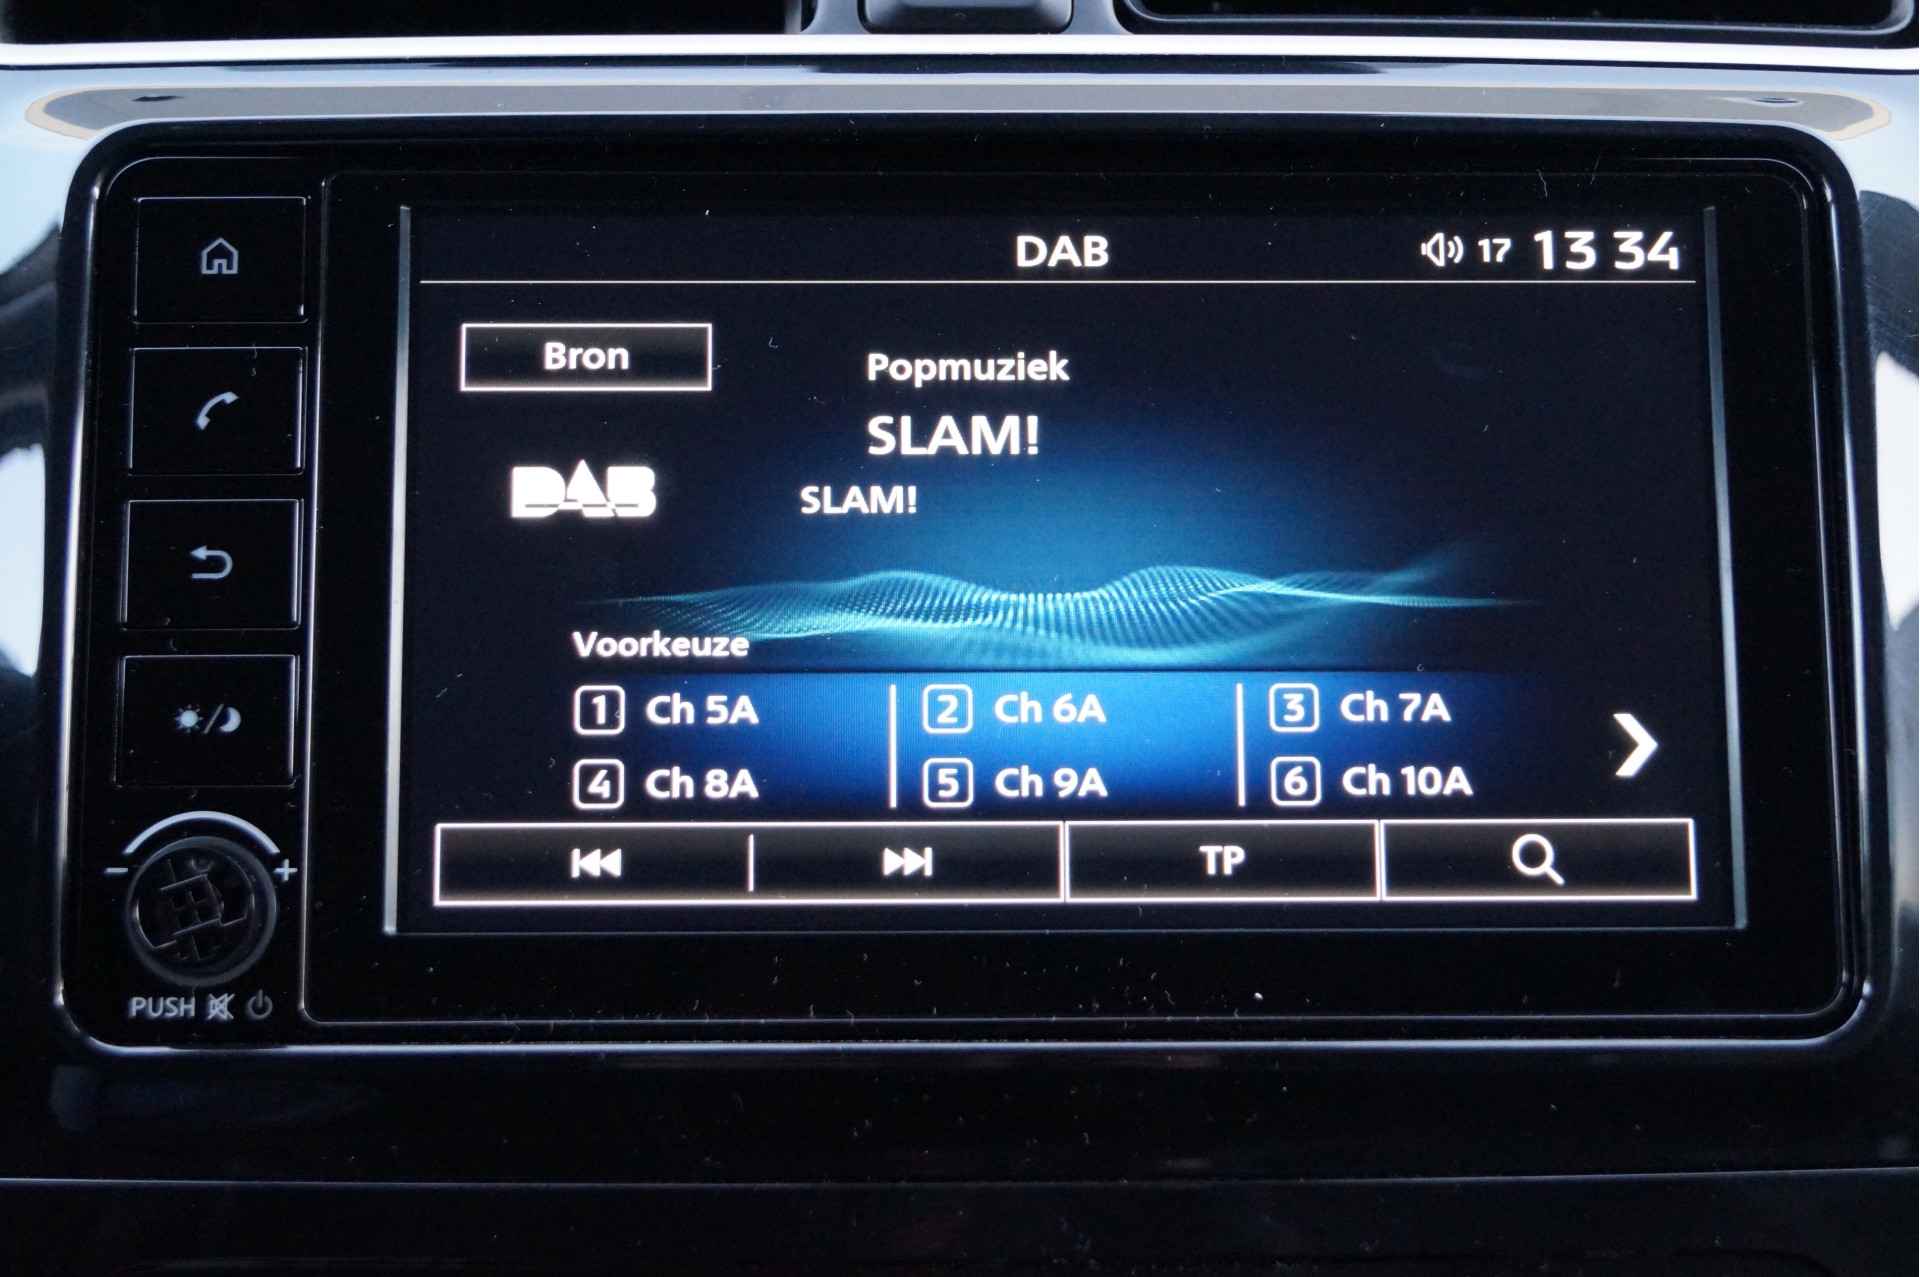 DAB 17 13 34
Bron
Popmuziek
SLAM!
DAB
SLAM!
Voorkeuze
1 Ch 5A 2 Ch 6A 3 Ch 7A
4 Ch 8A 5 Ch 9A 6 Ch 10A
TP
- +
PUSH